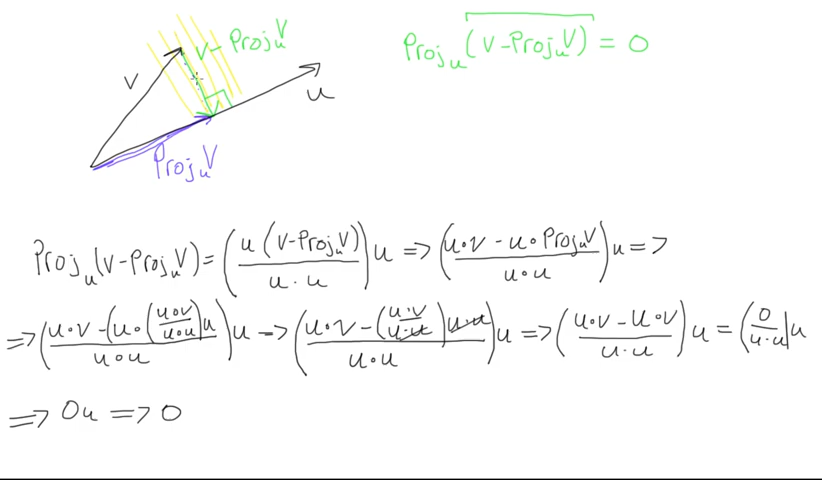 V - Proj_u V
Proj_u (V - Proj_u V) = 0
V
u
Proj_u V
Proj_u (V - Proj_u V) = (u (V - Proj_u V) / u · u) u => (u • V - u • Proj_u V / u • u) u =>
=> (u • V - (u • (u • V / u • u) u) / u • u) u -> (u • V - (u • V / u • u) u • u / u • u) u => (u • V - u • V / u · u) u = (0 / u · u) u
=> 0u => 0